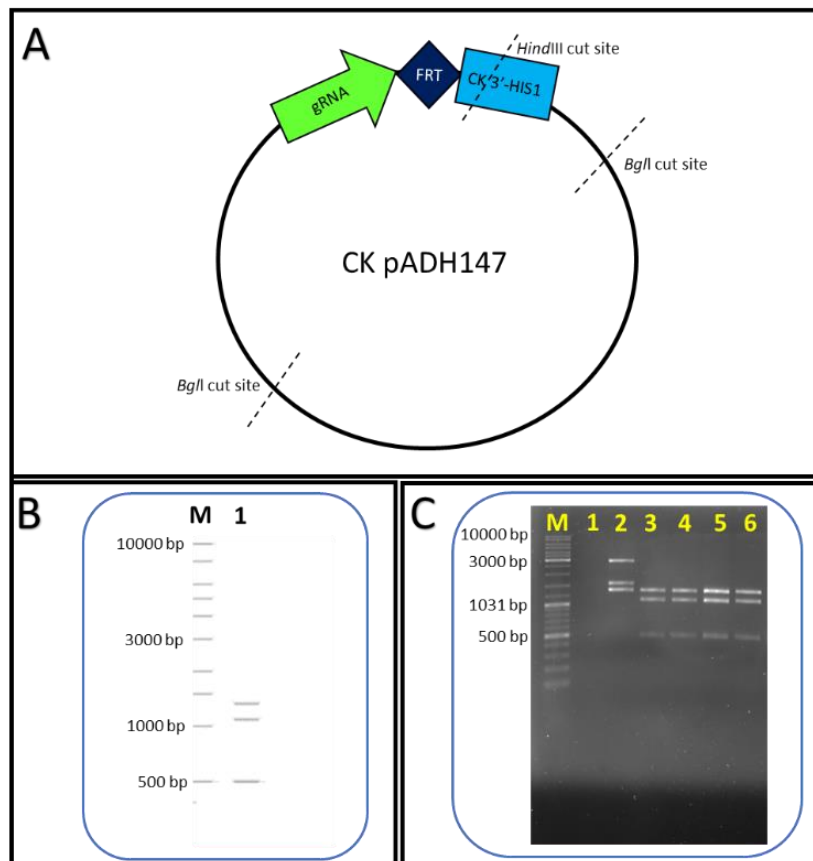 A
HindIII cut site
FRT
CK 3'-HIS1
gRNA
BglI cut site
CK pADH147
BglI cut site
B
M 1
10000 bp
3000 bp
1000 bp
500 bp
C
M 1 2 3 4 5 6
10000 bp
3000 bp
1031 bp
500 bp